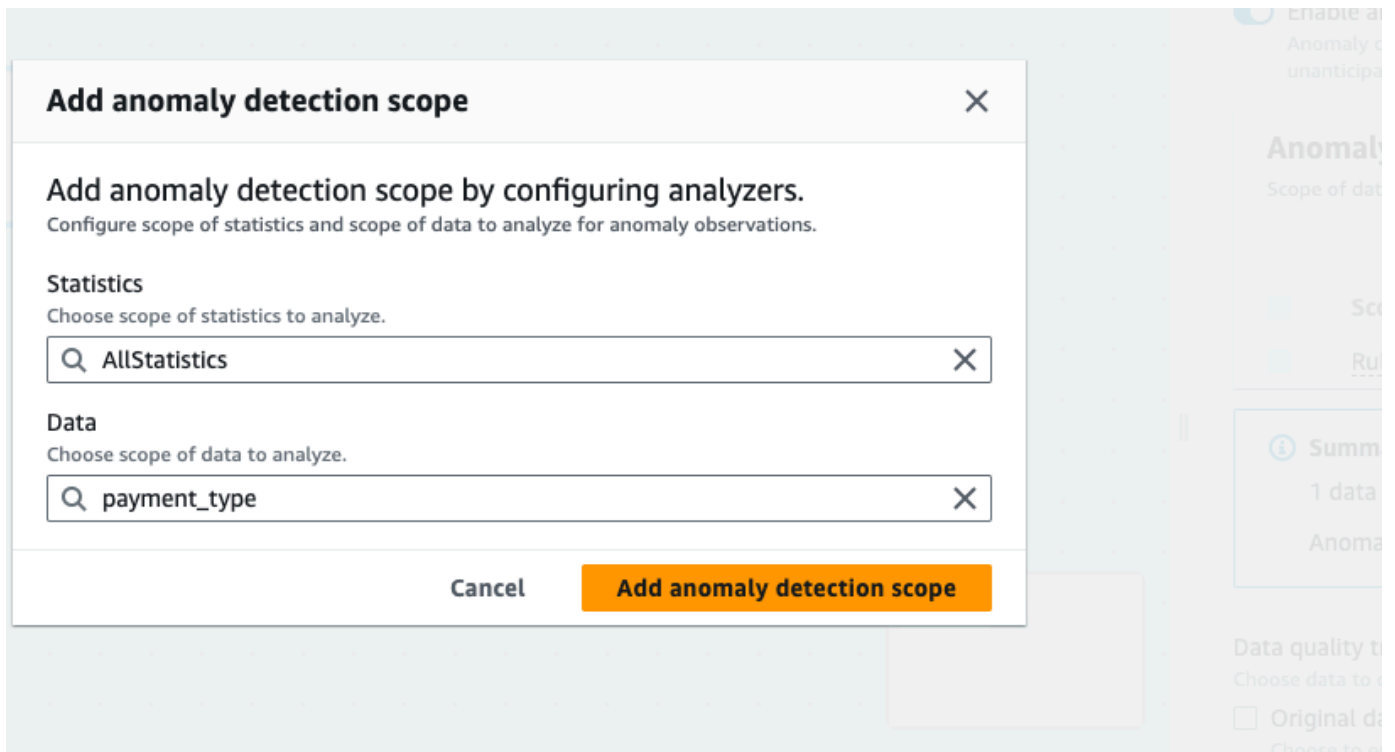 Add anomaly detection scope
Add anomaly detection scope by configuring analyzers.
Configure scope of statistics and scope of data to analyze for anomaly observations.
Statistics
Choose scope of statistics to analyze.
AllStatistics
Data
Choose scope of data to analyze.
payment_type
Cancel
Add anomaly detection scope
Enable
Anomaly
Scope of
Summ
1 data
Anoma
Data quality
Choose data to
Original